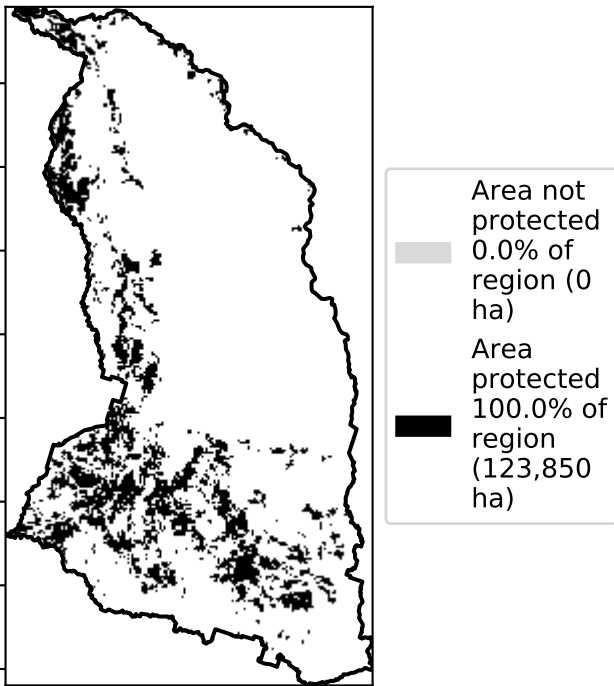 Area not
protected
0.0% of
region (0
ha)
Area
protected
100.0% of
region
(123,850
ha)